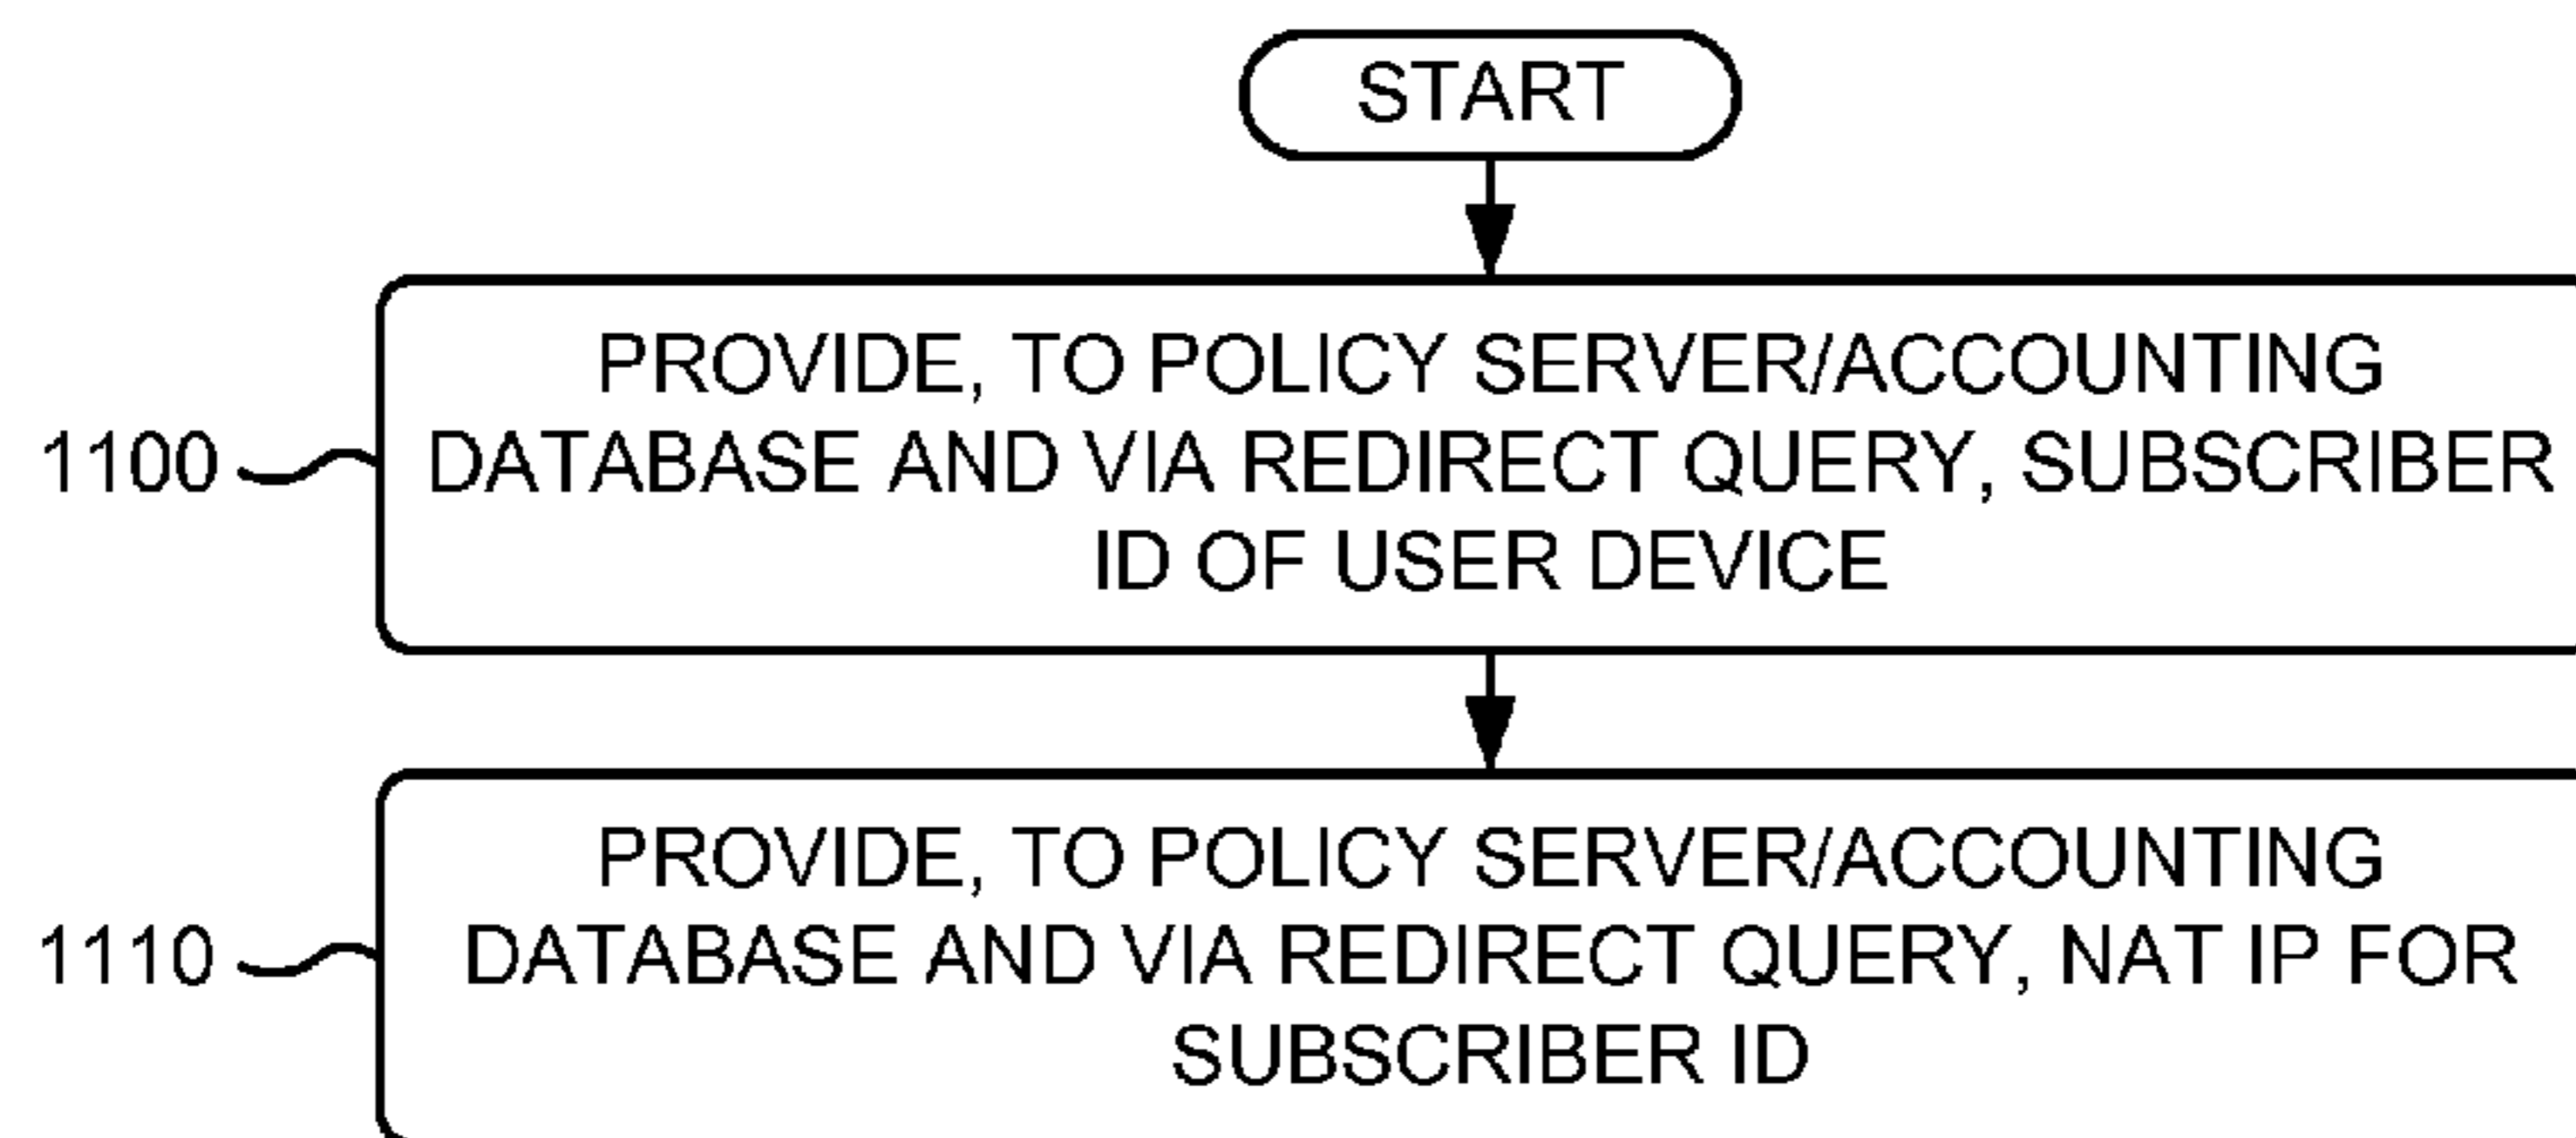 START
PROVIDE, TO POLICY SERVER/ACCOUNTING
1100 DATABASE AND VIA REDIRECT QUERY, SUBSCRIBER
ID OF USER DEVICE
PROVIDE, TO POLICY SERVER/ACCOUNTING
1110 DATABASE AND VIA REDIRECT QUERY, NAT IP FOR
SUBSCRIBER ID